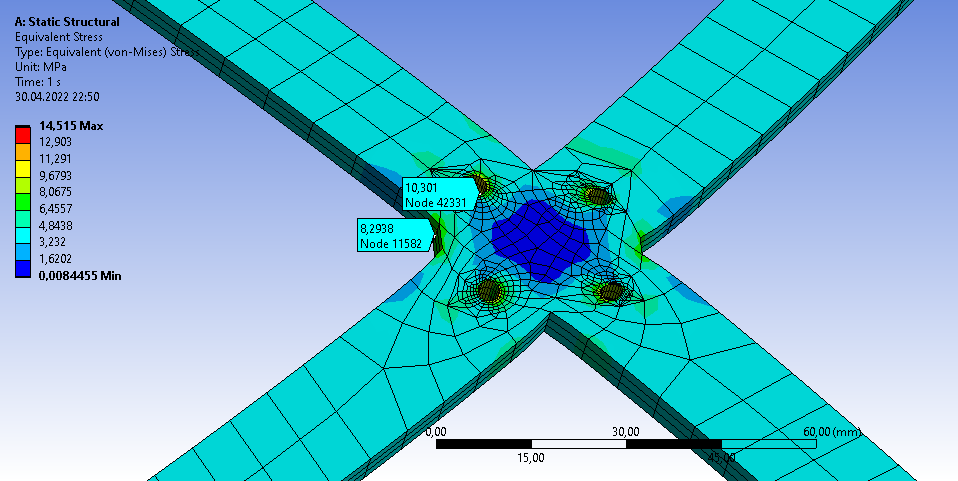 A: Static Structural
Equivalent Stress
Type: Equivalent (von-Mises) Stress
Unit: MPa
Time: 1 s
30.04.2022 22:50
14,515 Max
12,903
11,291
9,6793
8,0675
6,4557
4,8438
3,232
1,6202
0,0084455 Min
10,301
Node 42331
8,2938
Node 11582
0,00 30,00 60,00 (mm)
15,00 45,00